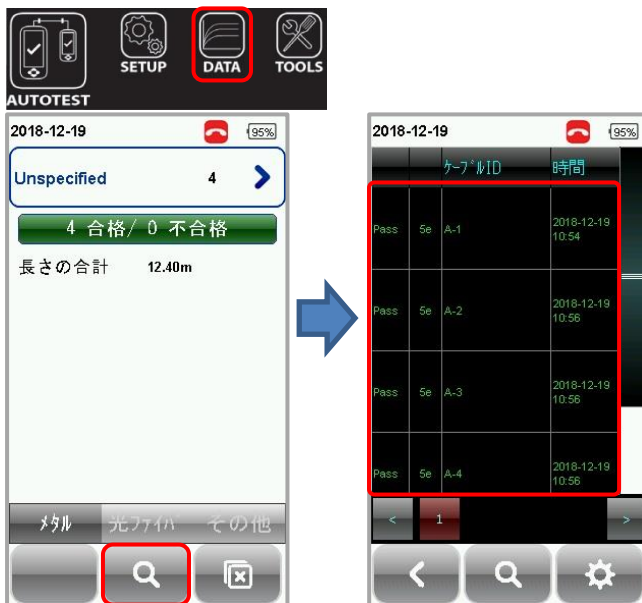 AUTOTEST
SETUP
DATA
TOOLS
2018-12-19
95%
Unspecified 4
4 合格/ 0 不合格
長さの合計 12.40m
メタル 光ファイバ その他
2018-12-19
95%
ケーブルID 時間
Pass 5e A-1 2018-12-19
10:54
Pass 5e A-2 2018-12-19
10:56
Pass 5e A-3 2018-12-19
10:56
Pass 5e A-4 2018-12-19
10:56
< 1 >